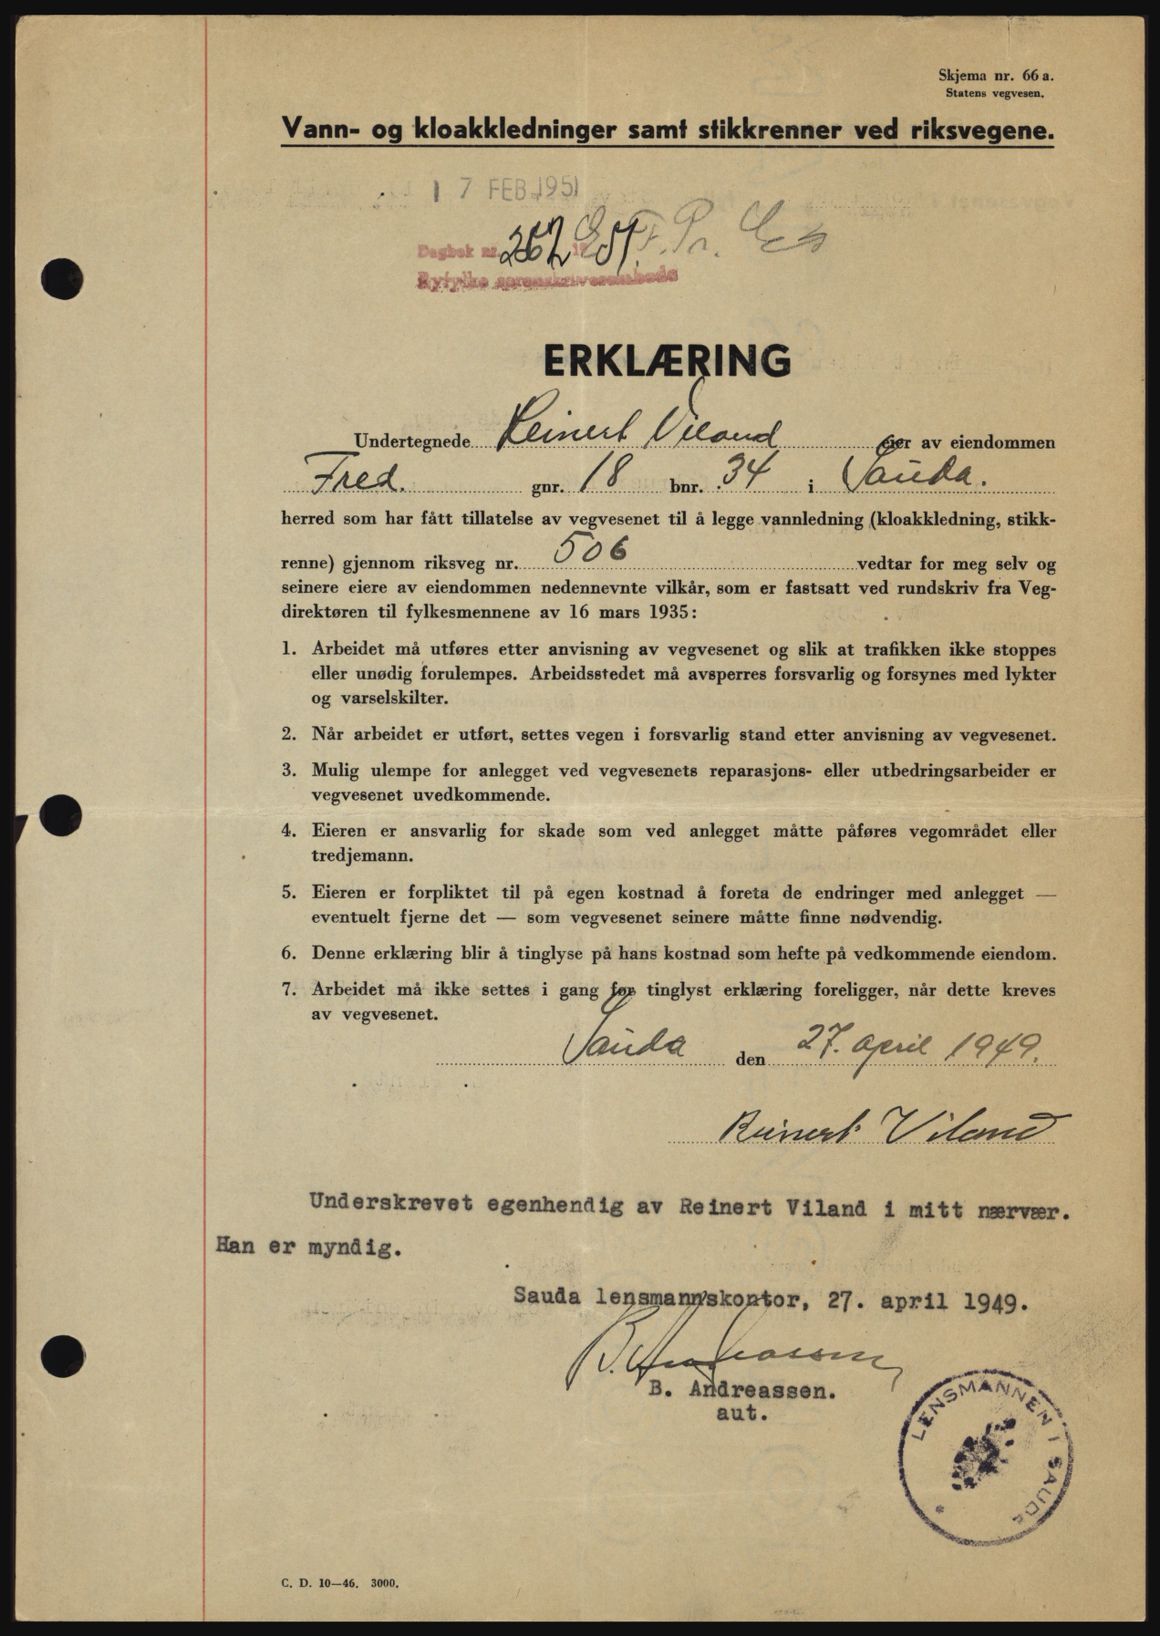 Skjema nr. 66 a.
Statens vegvesen.
Vann- og kloakkledninger samt stikkrenner ved riksvegene.
17 FEB. 1951
Dagbok nr. 262 19 51
Ryfylke sorenskriverembede
ERKLÆRING
Undertegnede Reinert Viland eier av eiendommen
Fred. gnr. 18 bnr. 34 i Sauda.
herred som har fått tillatelse av vegvesenet til å legge vannledning (kloakkledning, stikk-
renne) gjennom riksveg nr. 506 vedtar for meg selv og
seinere eiere av eiendommen nedennevnte vilkår, som er fastsatt ved rundskriv fra Veg-
direktøren til fylkesmennene av 16 mars 1935:
1. Arbeidet må utføres etter anvisning av vegvesenet og slik at trafikken ikke stoppes
eller unødig forulempes. Arbeidsstedet må avsperres forsvarlig og forsynes med lykter
og varselskilter.
2. Når arbeidet er utført, settes vegen i forsvarlig stand etter anvisning av vegvesenet.
3. Mulig ulempe for anlegget ved vegvesenets reparasjons- eller utbedringsarbeider er
vegvesenet uvedkommende.
4. Eieren er ansvarlig for skade som ved anlegget måtte påføres vegområdet eller
tredjemann.
5. Eieren er forpliktet til på egen kostnad å foreta de endringer med anlegget —
eventuelt fjerne det — som vegvesenet seinere måtte finne nødvendig.
6. Denne erklæring blir å tinglyse på hans kostnad som hefte på vedkommende eiendom.
7. Arbeidet må ikke settes i gang før tinglyst erklæring foreligger, når dette kreves
av vegvesenet.
Sauda den 27. april 1949.
Reinert Viland
Underskrevet egenhendig av Reinert Viland i mitt nærvær.
Han er myndig.
Sauda lensmannskontor, 27. april 1949.
B. Andreassen
B. Andreassen.
aut.
LENSMANNEN I SAUDA
C. D. 10—46. 3000.